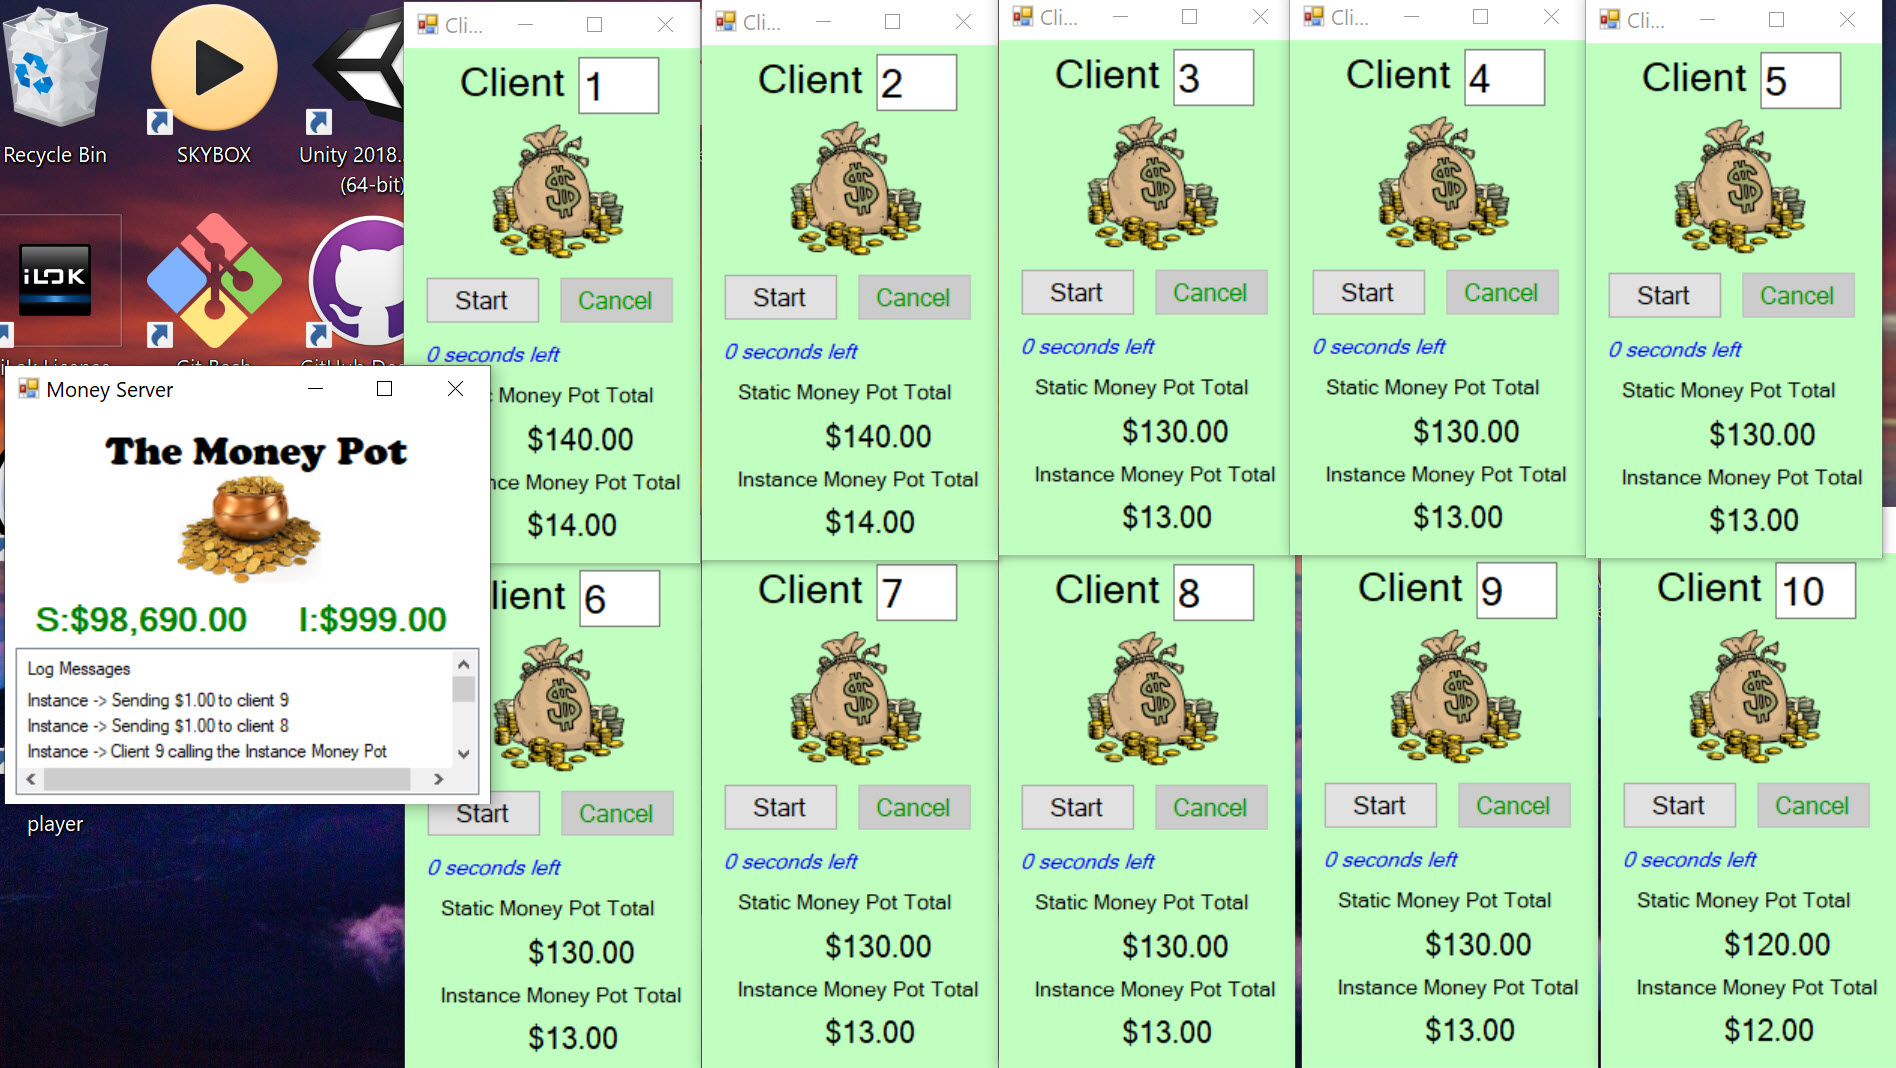 Recycle Bin
SKYBOX
Unity 2018..
(64-bit)
iLOK
Cli...
Client 1
$
Start Cancel
0 seconds left
Money Pot Total
$140.00
Money Pot Total
$14.00
Cli...
Client 2
$
Start Cancel
0 seconds left
Static Money Pot Total
$140.00
Instance Money Pot Total
$14.00
Cli...
Client 3
$
Start Cancel
0 seconds left
Static Money Pot Total
$130.00
Instance Money Pot Total
$13.00
Cli...
Client 4
$
Start Cancel
0 seconds left
Static Money Pot Total
$130.00
Instance Money Pot Total
$13.00
Cli...
Client 5
$
Start Cancel
0 seconds left
Static Money Pot Total
$130.00
Instance Money Pot Total
$13.00
Money Server
The Money Pot
S:$98,690.00 I:$999.00
Log Messages
Instance -> Sending $1.00 to client 9
Instance -> Sending $1.00 to client 8
Instance -> Client 9 calling the Instance Money Pot
player
lient 6
$
Start Cancel
0 seconds left
Static Money Pot Total
$130.00
Instance Money Pot Total
$13.00
Client 7
$
Start Cancel
0 seconds left
Static Money Pot Total
$130.00
Instance Money Pot Total
$13.00
Client 8
$
Start Cancel
0 seconds left
Static Money Pot Total
$130.00
Instance Money Pot Total
$13.00
Client 9
$
Start Cancel
0 seconds left
Static Money Pot Total
$130.00
Instance Money Pot Total
$13.00
Client 10
$
Start Cancel
0 seconds left
Static Money Pot Total
$120.00
Instance Money Pot Total
$12.00